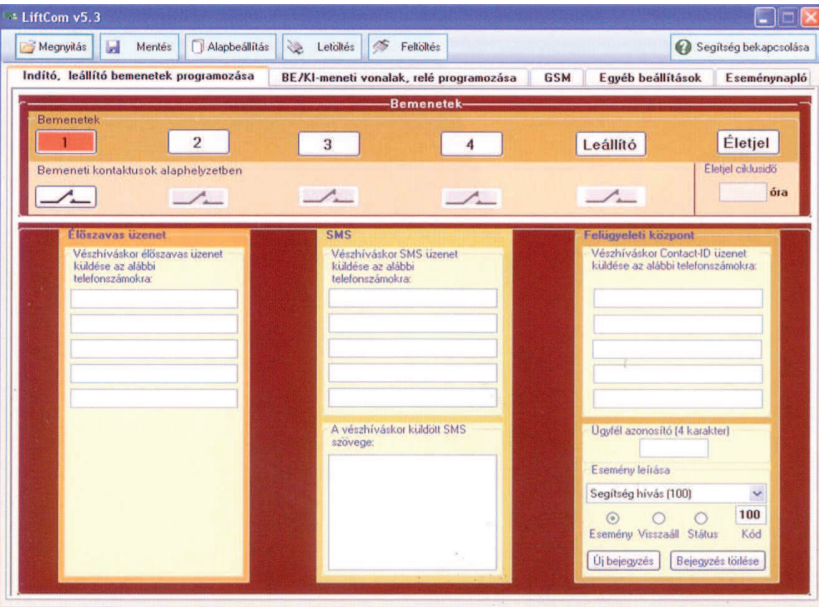 LiftCom v5.3
Megnyitás Mentés Alapbeállítás Letöltés Feltöltés Segítség bekapcsolása
Indító, leállító bemenetek programozása BE/KI-meneti vonalak, relé programozása GSM Egyéb beállítások Eseménynapló
Bemenetek
Bemenetek
1 2 3 4 Leállító Életjel
Bemeneti kontaktusok alaphelyzetben Életjel ciklusidő
óra
Élőszavas üzenet
Vészhíváskor élőszavas üzenet
küldése az alábbi
telefonszámokra:
SMS
Vészhíváskor SMS üzenet
küldése az alábbi
telefonszámokra:
A vészhíváskor küldött SMS
szövege:
Felügyeleti központ
Vészhíváskor Contact-ID üzenet
küldése az alábbi telefonszámokra:
Ügyfél azonosító (4 karakter)
Esemény leírása
Segítség hívás (100)
100
Esemény Visszaáll Státus Kód
Új bejegyzés Bejegyzés törlése